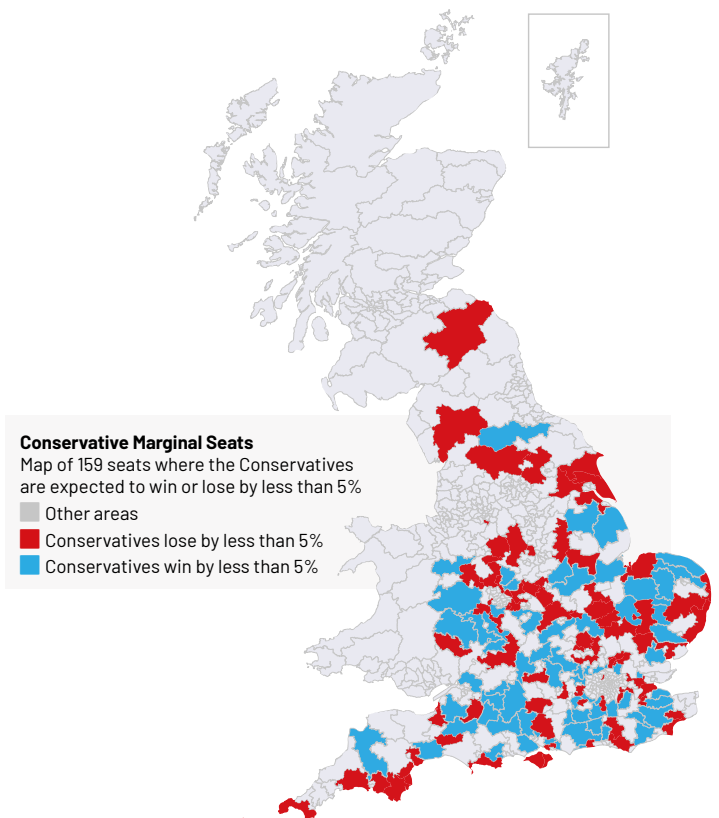 Conservative Marginal Seats
Map of 159 seats where the Conservatives
are expected to win or lose by less than 5%
Other areas
Conservatives lose by less than 5%
Conservatives win by less than 5%